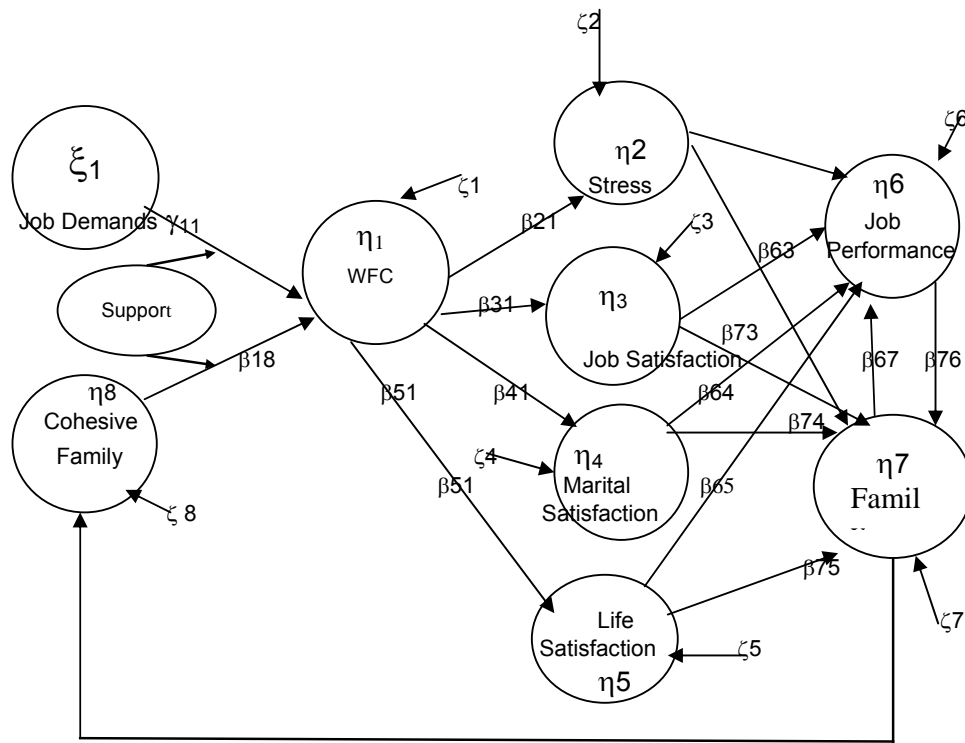 ζ2
ξ1
Job Demands γ11
Support
β18
η8
Cohesive
Family
ζ 8
ζ1
η1
WFC
β21
β31
β41
β51
β51
η2
Stress
ζ3
η3
Job Satisfaction
ζ4
η4
Marital
Satisfaction
Life
Satisfaction
η5
ζ5
β63
β73
β64
β74
β65
β75
ζ6
η6
Job
Performance
β67
β76
η7
Famil
ζ7